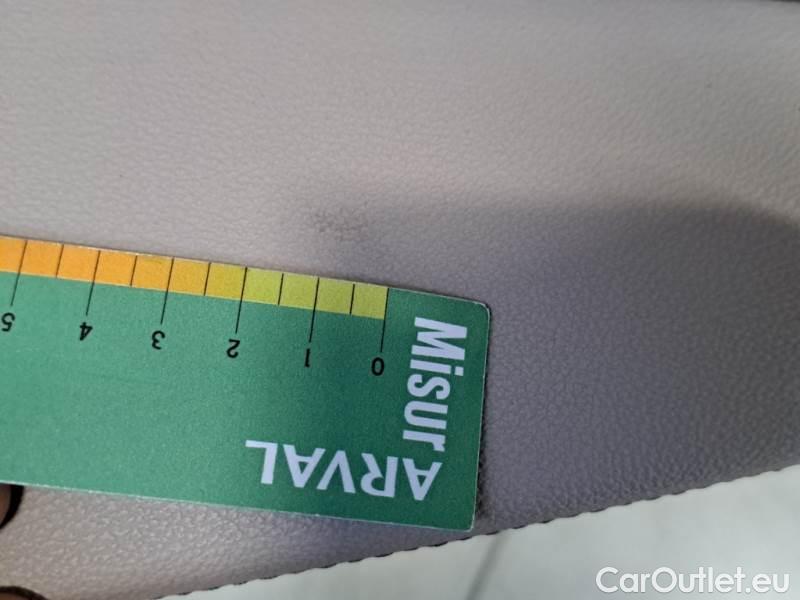 ARVAL
Misur
0 1 2 3 4 5
CarOutlet.eu